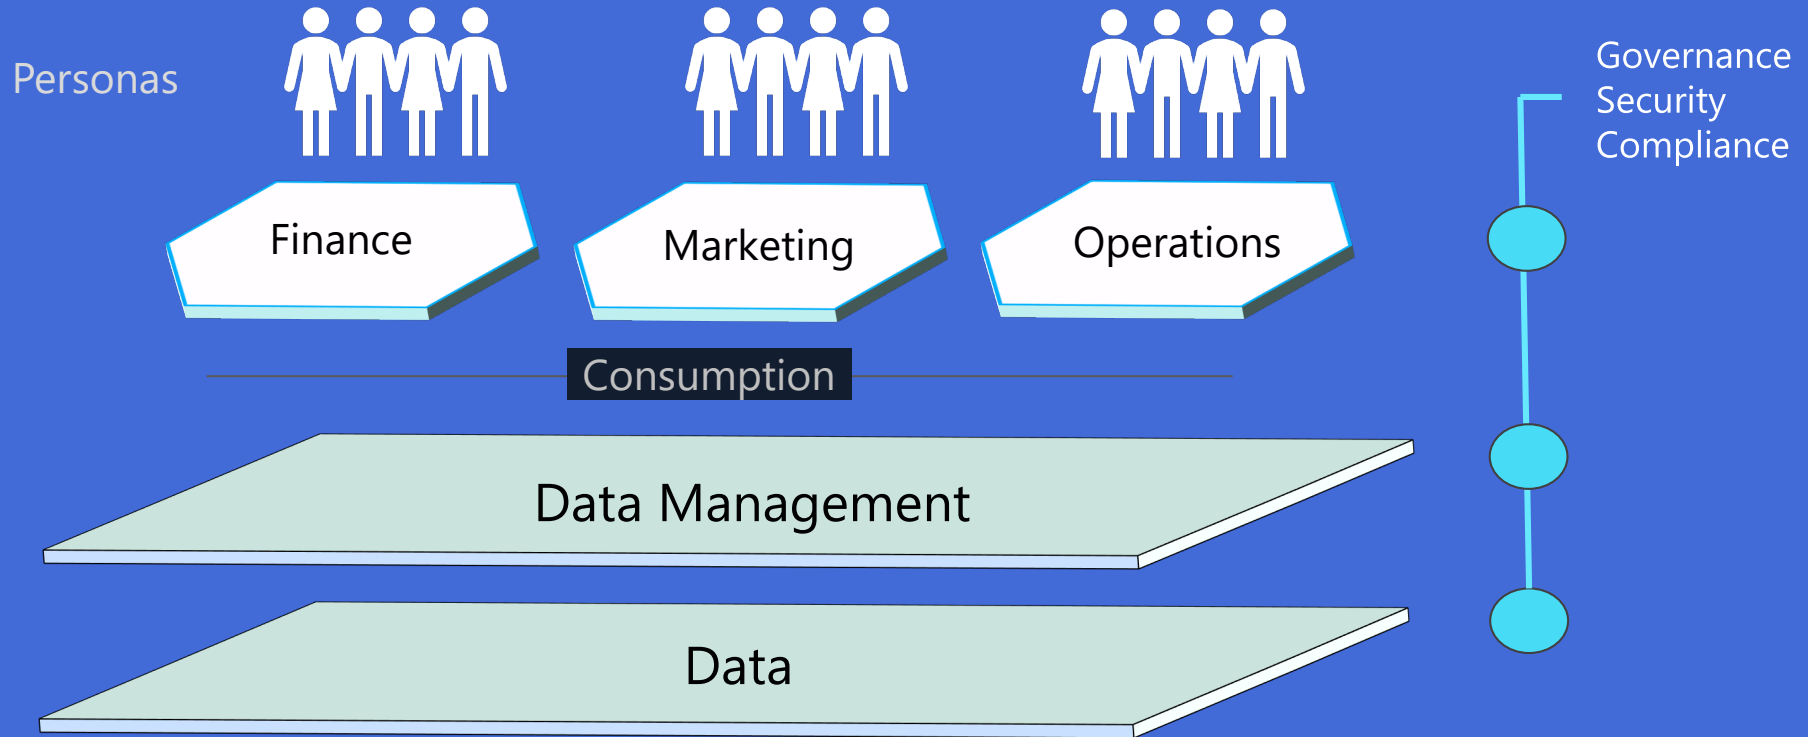 Personas
Governance
Security
Compliance
Finance
Marketing
Operations
Consumption
Data Management
Data